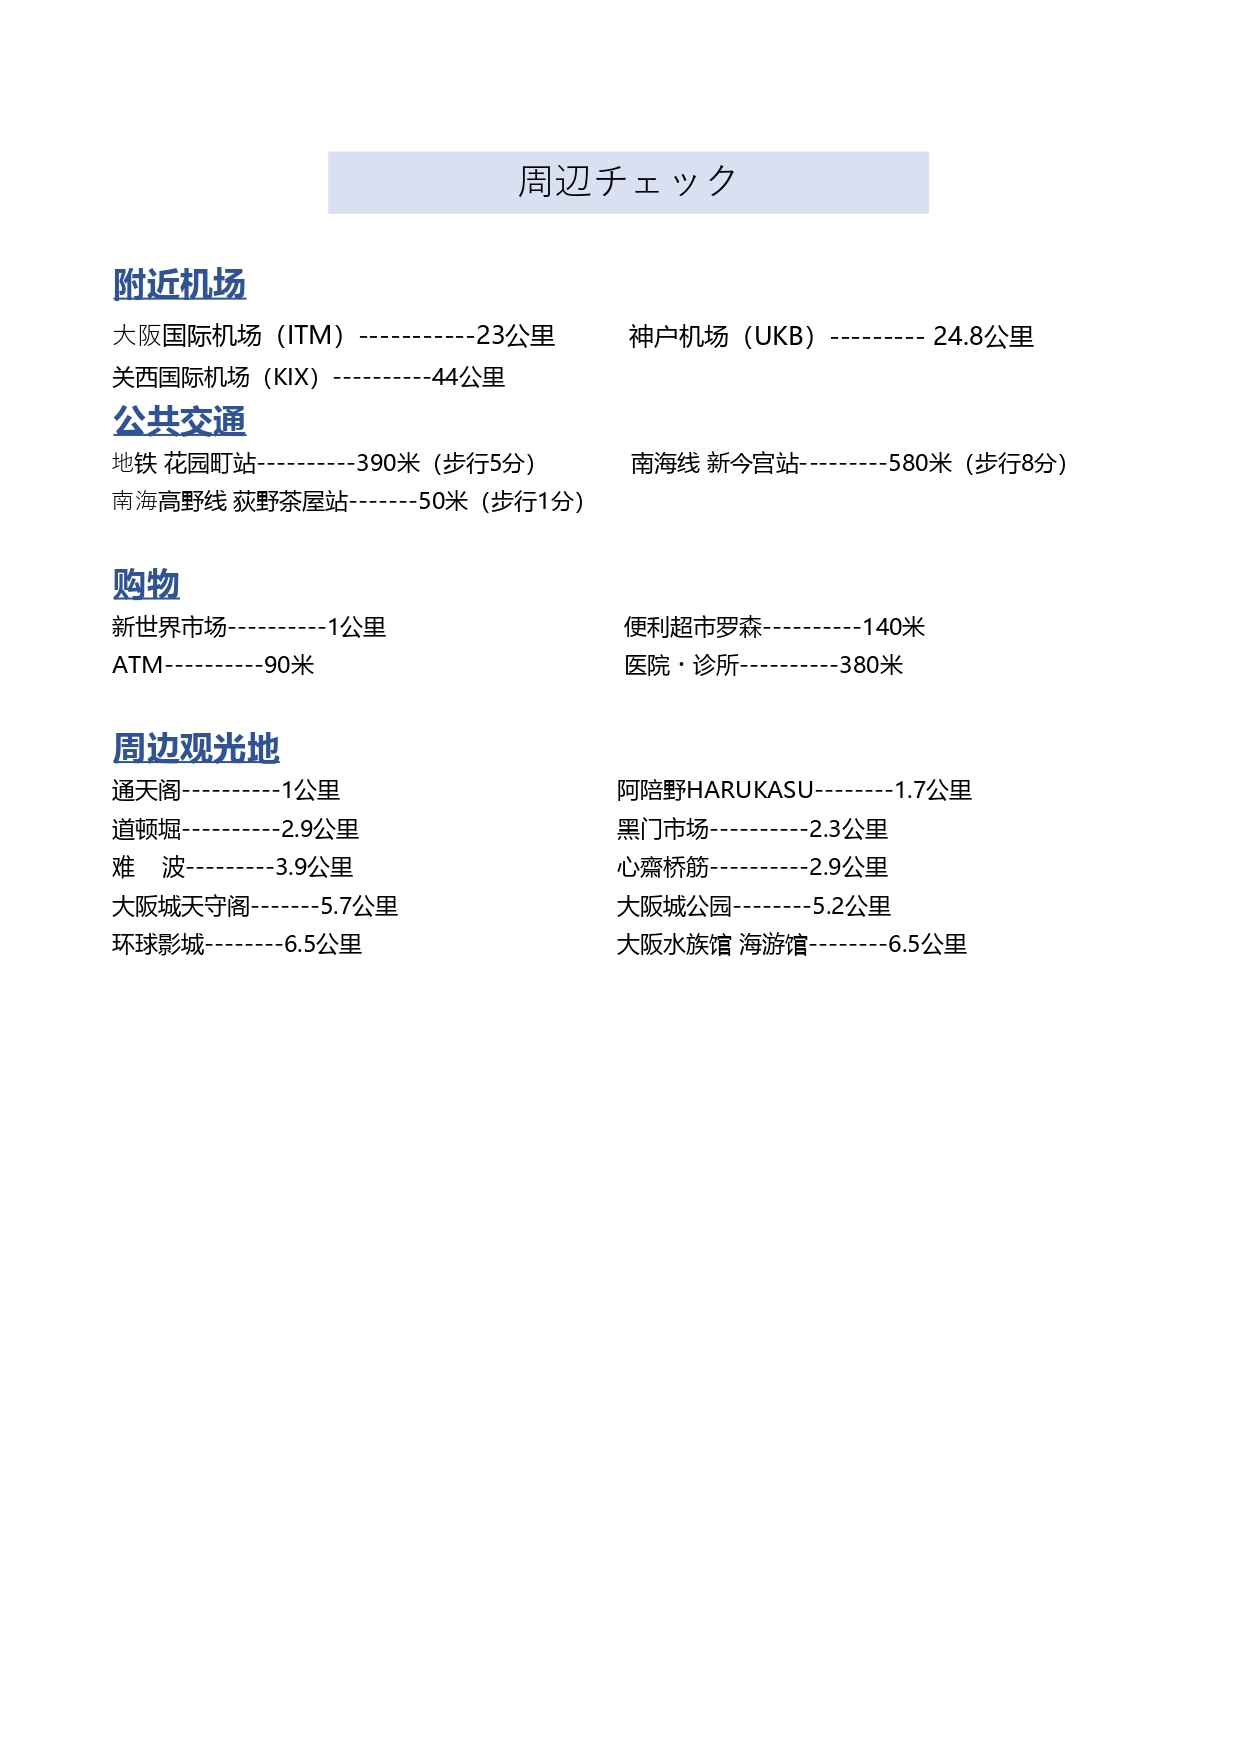 周辺チェック
附近机场
大阪国际机场（ITM）-----------23公里 神户机场（UKB）--------- 24.8公里
关西国际机场（KIX）----------44公里
公共交通
地铁 花园町站----------390米（步行5分） 南海线 新今宫站---------580米（步行8分）
南海高野线 荻野茶屋站-------50米（步行1分）
购物
新世界市场----------1公里 便利超市罗森----------140米
ATM----------90米 医院・诊所----------380米
周边观光地
通天阁----------1公里 阿陪野HARUKASU--------1.7公里
道顿堀----------2.9公里 黑门市场----------2.3公里
难 波---------3.9公里 心齋桥筋----------2.9公里
大阪城天守阁-------5.7公里 大阪城公园--------5.2公里
环球影城--------6.5公里 大阪水族馆 海游馆--------6.5公里